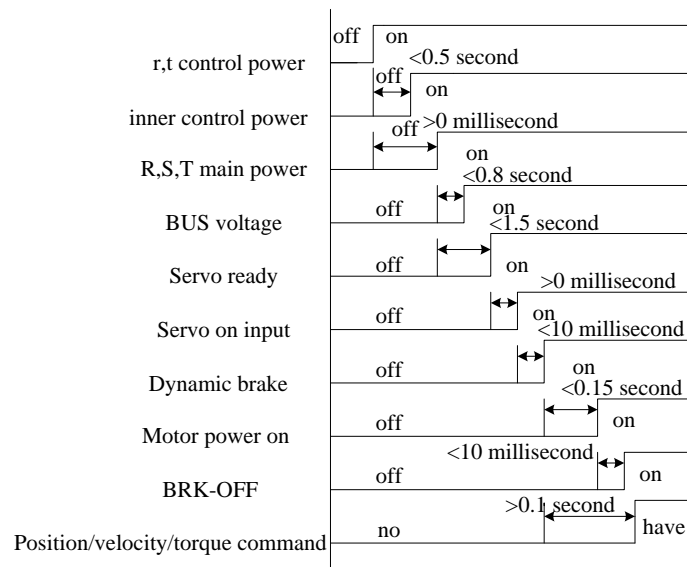 off
on
r,t control power
<0.5 second
off
on
inner control power
off
>0 millisecond
R,S,T main power
on
<0.8 second
off
on
BUS voltage
<1.5 second
Servo ready
off
on
>0 millisecond
Servo on input
off
on
<10 millisecond
Dynamic brake
off
on
<0.15 second
Motor power on
off
on
<10 millisecond
BRK-OFF
off
on
>0.1 second
Position/velocity/torque command
no
have